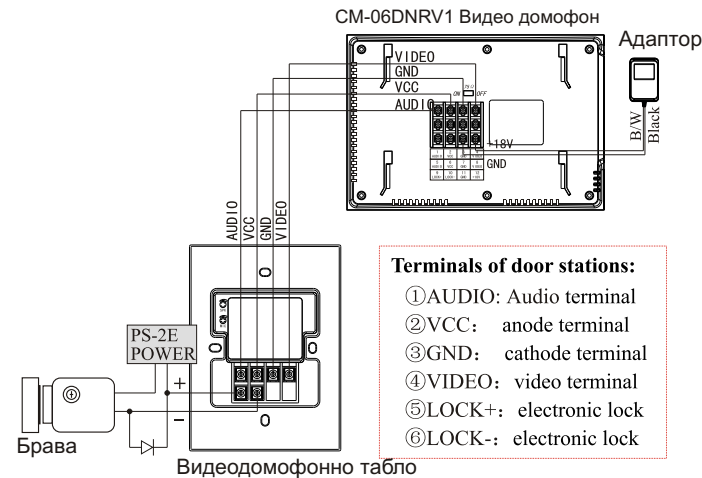 CM-06DNRV1 Видео домофон
Адаптор
VIDEO
GND
VCC
AUDIO
ON
OFF
+18V
GND
B/W
Black
AUDIO
VCC
GND
VIDEO
PS-2E
POWER
+
−
Брава
Видеодомофонно табло
Terminals of door stations:
①AUDIO: Audio terminal
②VCC: anode terminal
③GND: cathode terminal
④VIDEO: video terminal
⑤LOCK+: electronic lock
⑥LOCK-: electronic lock